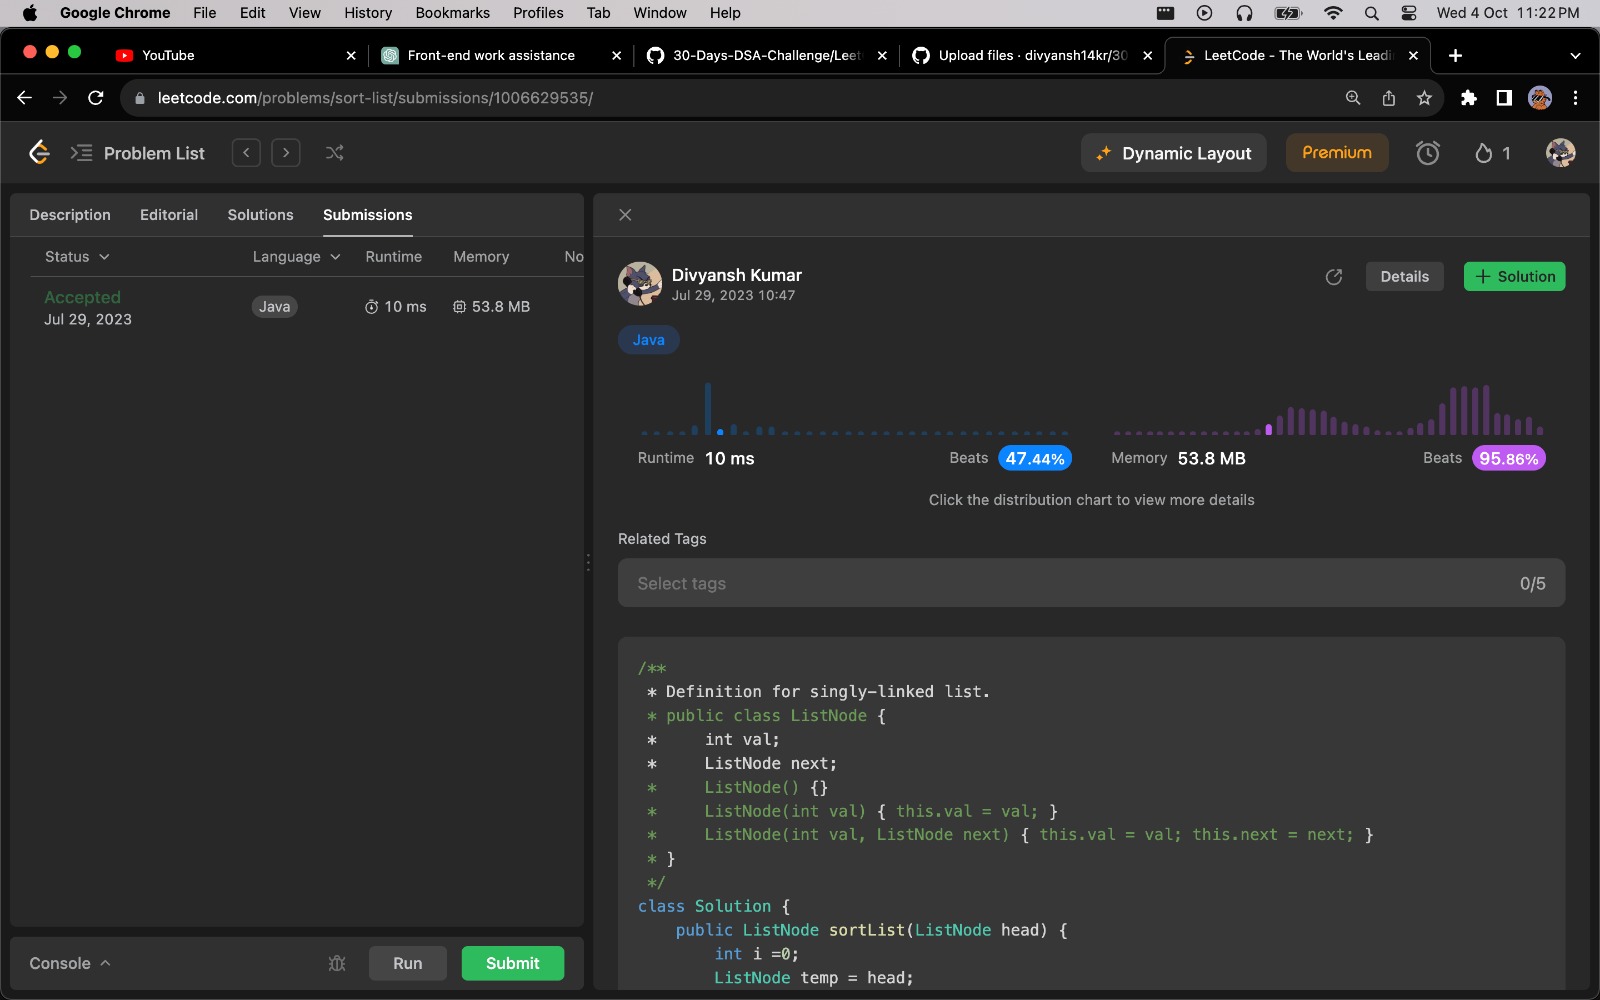 Google Chrome File Edit View History Bookmarks Profiles Tab Window Help Wed 4 Oct 11:22 PM
YouTube Front-end work assistance 30-Days-DSA-Challenge/Leet Upload files · divyansh14kr/30 LeetCode - The World's Leadi
leetcode.com/problems/sort-list/submissions/1006629535/
Problem List Dynamic Layout Premium 1
Description Editorial Solutions Submissions
Status Language Runtime Memory No
Accepted
Jul 29, 2023
Java 10 ms 53.8 MB
Divyansh Kumar
Jul 29, 2023 10:47
Details + Solution
Java
Runtime 10 ms Beats 47.44% Memory 53.8 MB Beats 95.86%
Click the distribution chart to view more details
Related Tags
Select tags 0/5
/**
 * Definition for singly-linked list.
 * public class ListNode {
 *     int val;
 *     ListNode next;
 *     ListNode() {}
 *     ListNode(int val) { this.val = val; }
 *     ListNode(int val, ListNode next) { this.val = val; this.next = next; }
 * }
 */
class Solution {
    public ListNode sortList(ListNode head) {
        int i =0;
        ListNode temp = head;
Console Run Submit